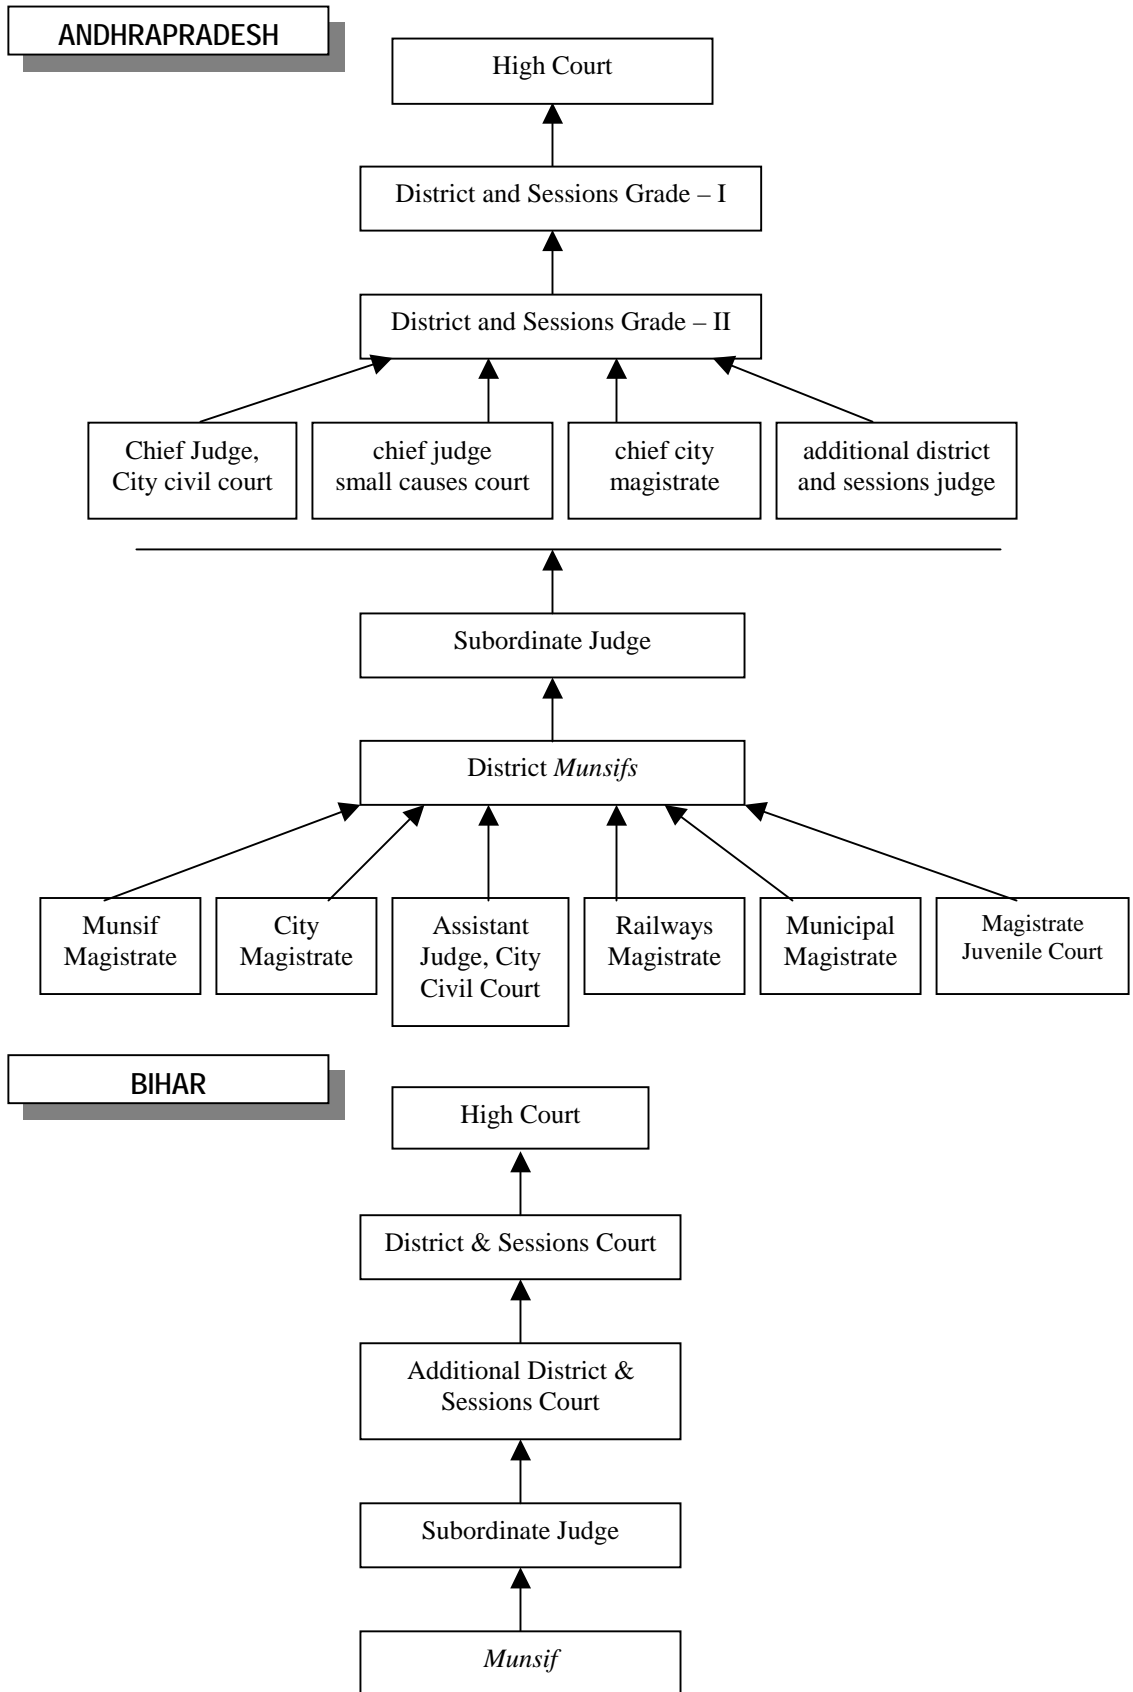 ANDHRAPRADESH
High Court
District and Sessions Grade – I
District and Sessions Grade – II
Chief Judge,
City civil court
chief judge
small causes court
chief city
magistrate
additional district
and sessions judge
Subordinate Judge
District Munsifs
Munsif
Magistrate
City
Magistrate
Assistant
Judge, City
Civil Court
Railways
Magistrate
Municipal
Magistrate
Magistrate
Juvenile Court
BIHAR
High Court
District & Sessions Court
Additional District &
Sessions Court
Subordinate Judge
Munsif